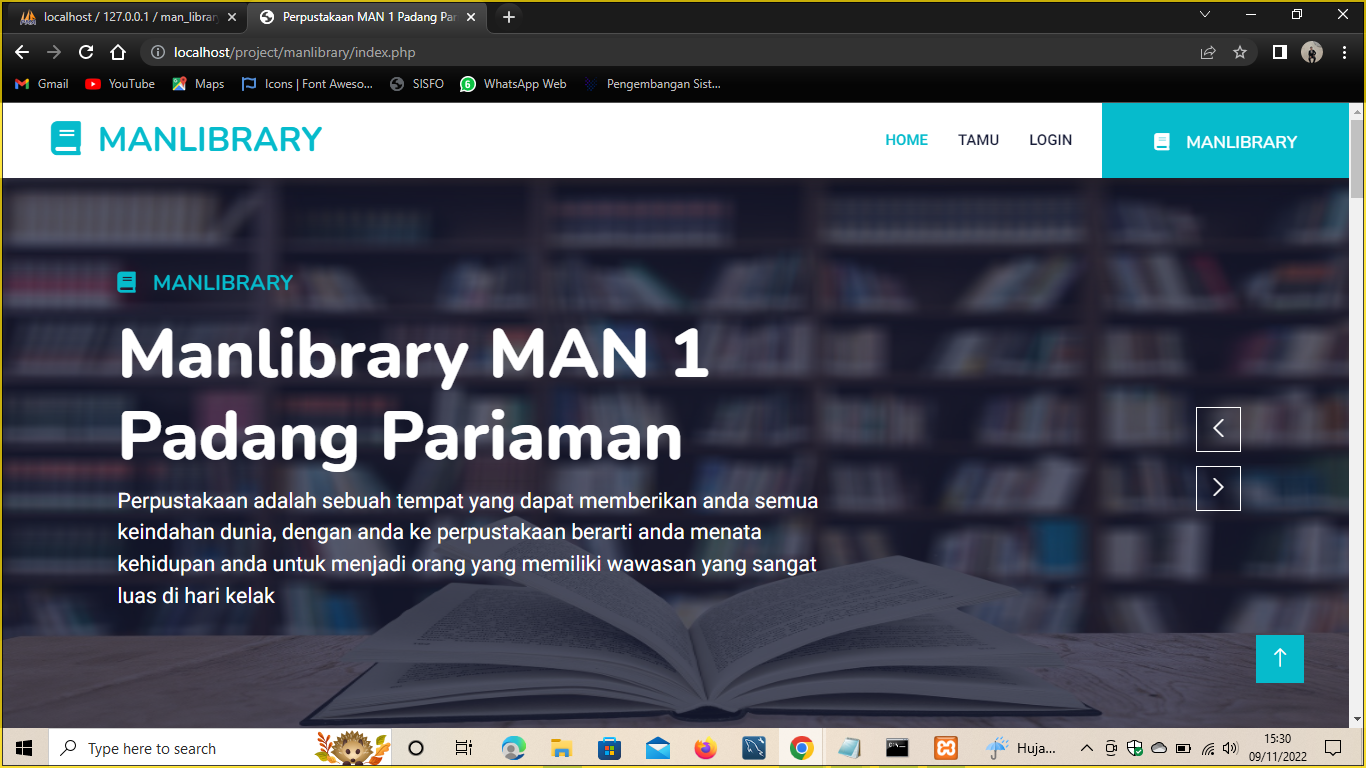 localhost / 127.0.0.1 / man_library
Perpustakaan MAN 1 Padang Par
localhost/project/manlibrary/index.php
Gmail
YouTube
Maps
Icons | Font Aweso...
SISFO
6
WhatsApp Web
Pengembangan Sist...
MANLIBRARY
HOME
TAMU
LOGIN
MANLIBRARY
MANLIBRARY
Manlibrary MAN 1
Padang Pariaman
Perpustakaan adalah sebuah tempat yang dapat memberikan anda semua
keindahan dunia, dengan anda ke perpustakaan berarti anda menata
kehidupan anda untuk menjadi orang yang memiliki wawasan yang sangat
luas di hari kelak
Type here to search
Huja...
15:30
09/11/2022